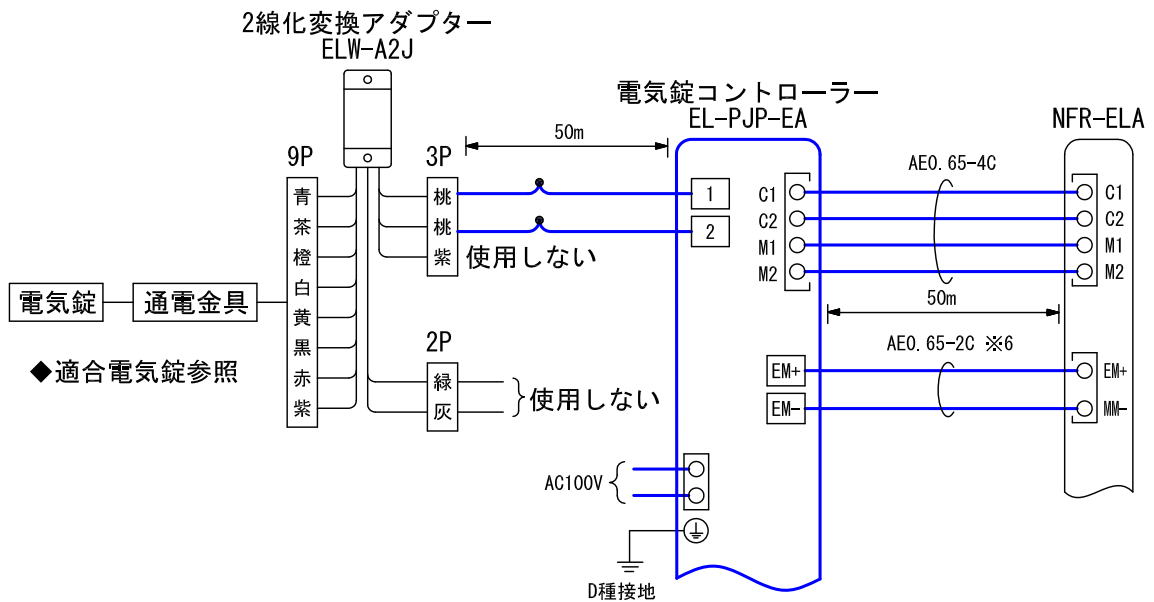 2線化変換アダプター
ELW-A2J
電気錠コントローラー
EL-PJP-EA
NFR-ELA
9P
青
茶
橙
白
黄
黒
赤
紫
3P
桃
桃
紫
使用しない
50m
1
2
C1
C2
M1
M2
AE0.65-4C
C1
C2
M1
M2
50m
電気錠
通電金具
◆適合電気錠参照
2P
緑
灰
使用しない
EM+
EM-
AE0.65-2C ※6
EM+
MM-
AC100V
D種接地